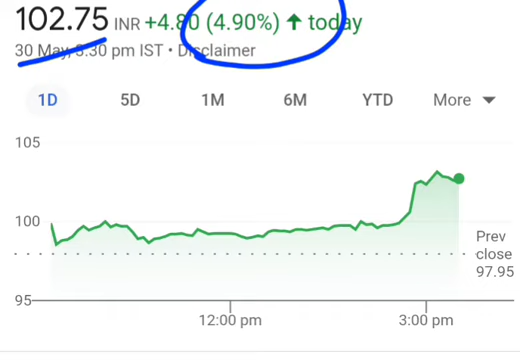 102.75 INR +4.80 (4.90%) ↑ today
30 May, 3:30 pm IST • Disclaimer
1D 5D 1M 6M YTD More
105
100
Prev
close
97.95
95
12:00 pm 3:00 pm